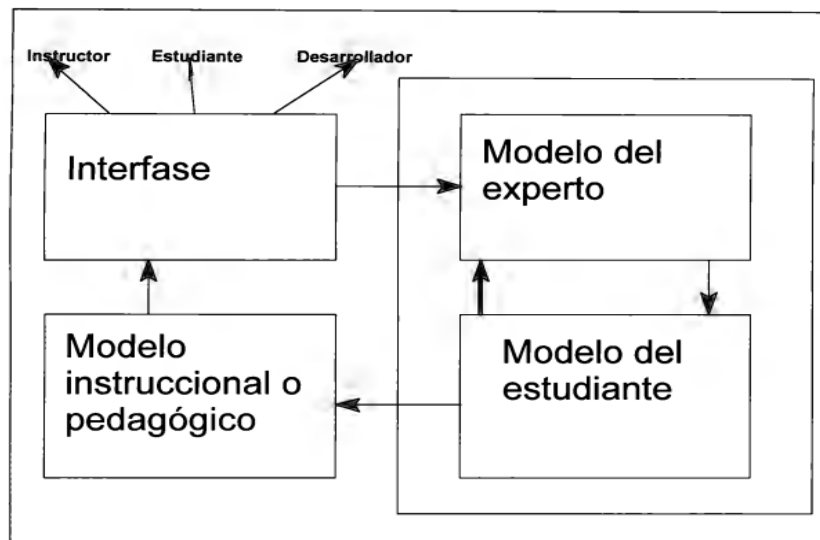 Instructor Estudiante Desarrollador
Interfase
Modelo del
experto
Modelo
instruccional o
pedagógico
Modelo del
estudiante